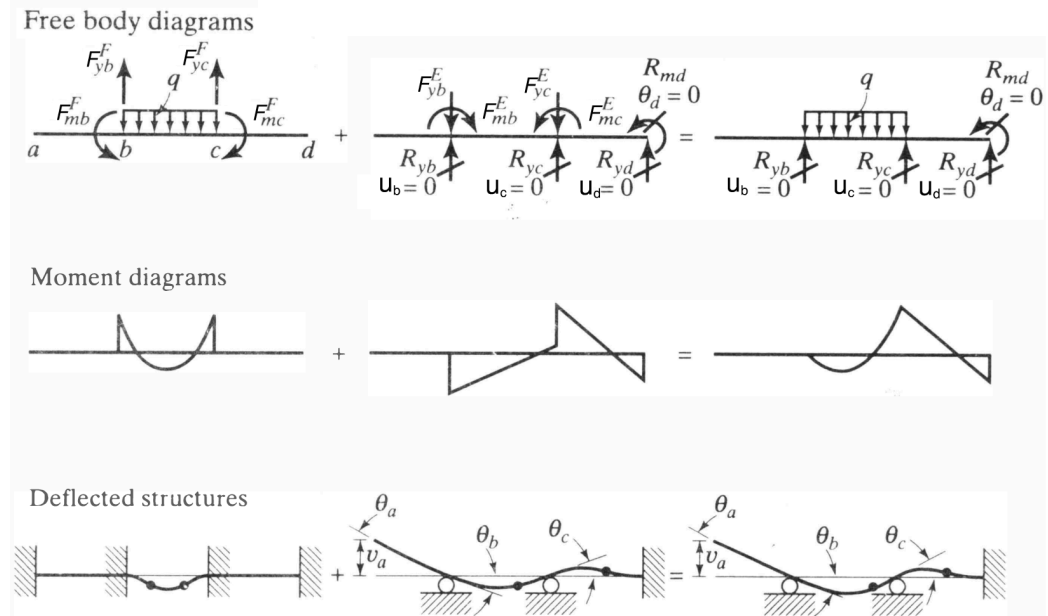 Free body diagrams
F^F_yb F^F_yc q F^F_mb F^F_mc a b c d
+
F^E_yb F^E_mb F^E_yc F^E_mc R_md θ_d = 0
R_yb R_yc R_yd
u_b = 0 u_c = 0 u_d = 0
=
q R_md θ_d = 0
R_yb R_yc R_yd
u_b = 0 u_c = 0 u_d = 0
Moment diagrams
+ =
Deflected structures
+
θ_a v_a θ_b θ_c
=
θ_a v_a θ_b θ_c